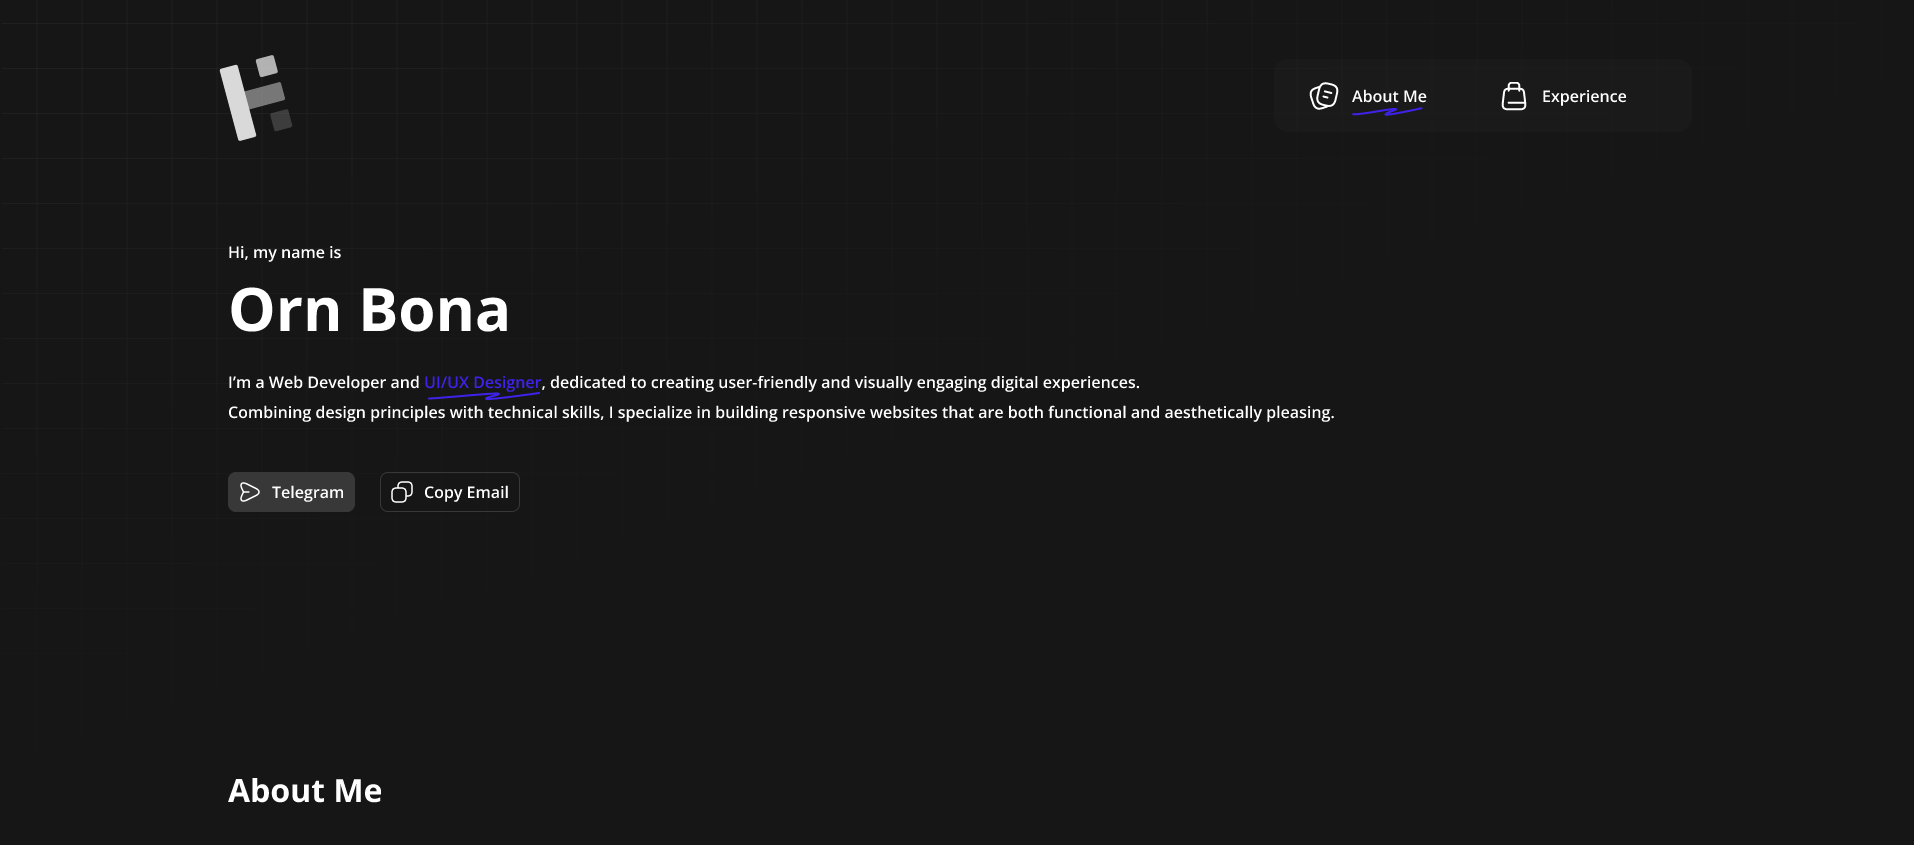 About Me
Experience
Hi, my name is
Orn Bona
I’m a Web Developer and UI/UX Designer, dedicated to creating user-friendly and visually engaging digital experiences.
Combining design principles with technical skills, I specialize in building responsive websites that are both functional and aesthetically pleasing.
Telegram
Copy Email
About Me